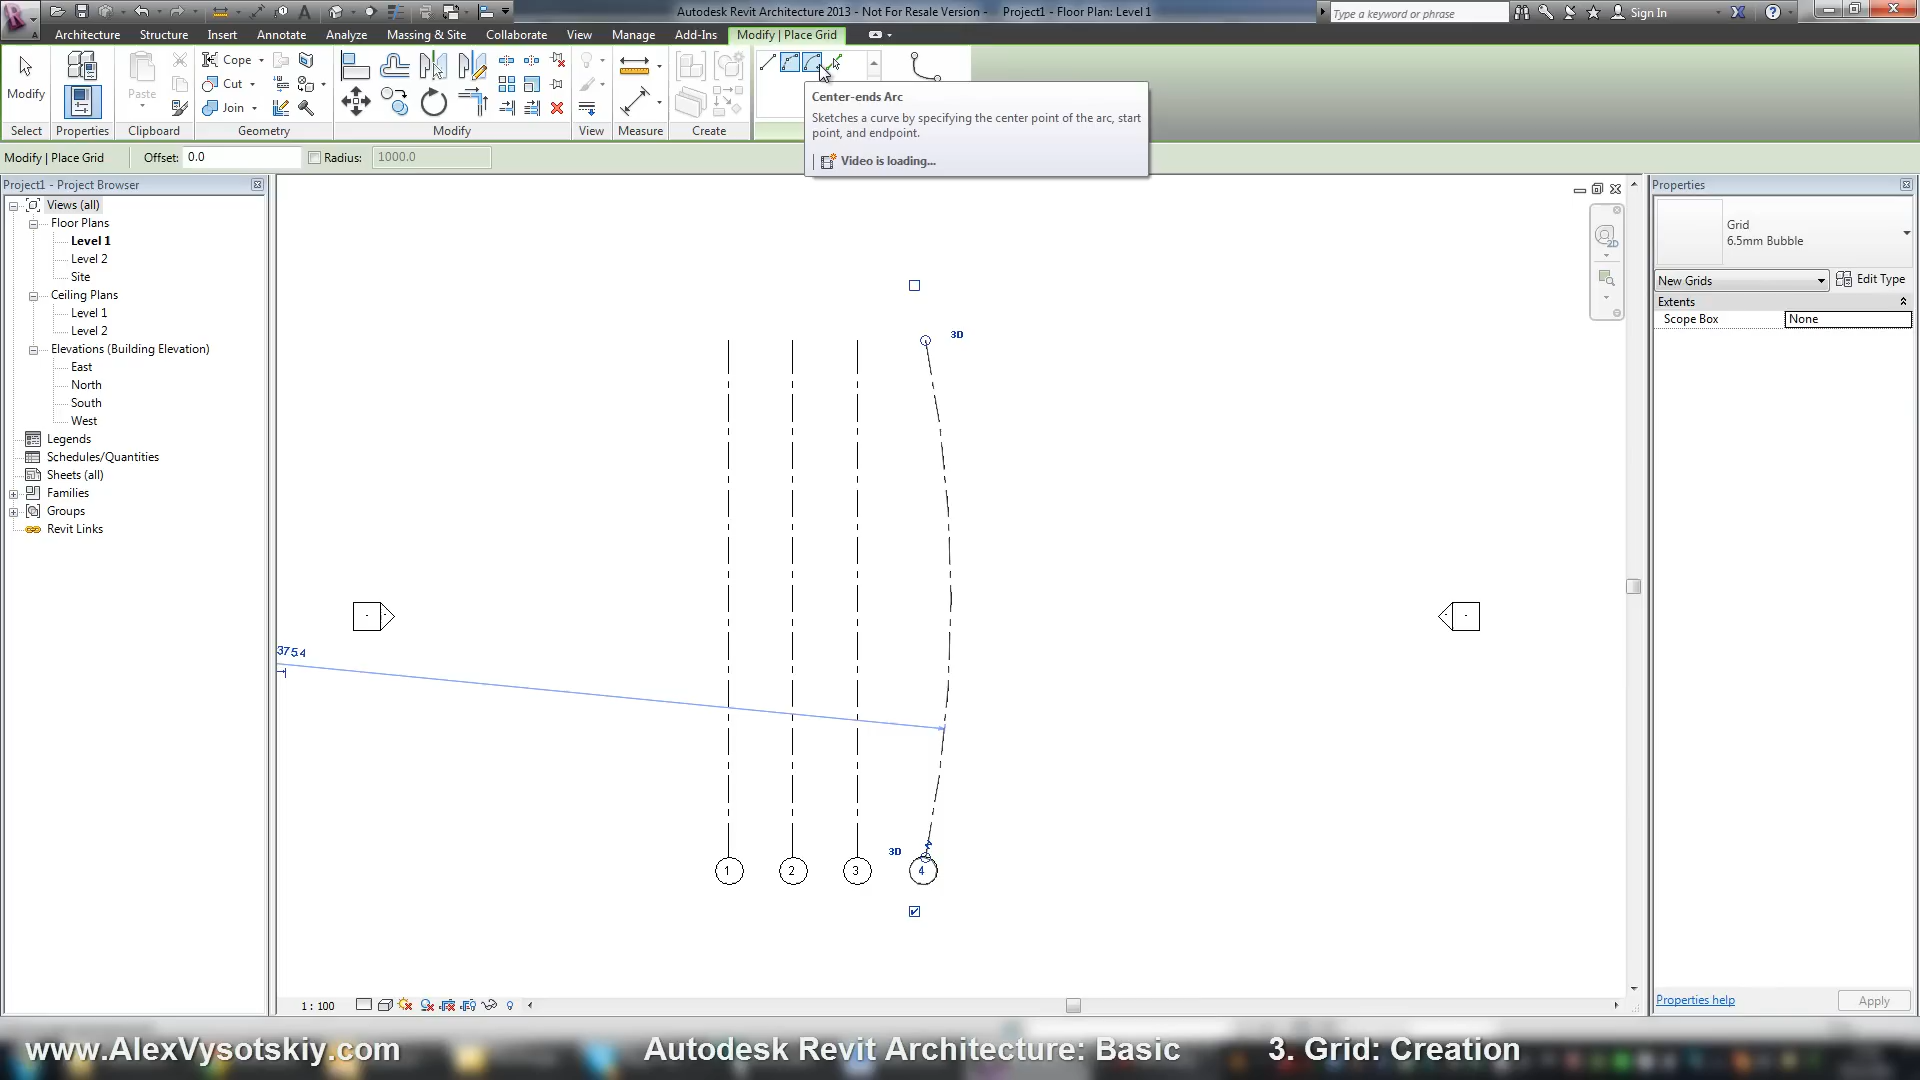 Autodesk Revit Architecture 2013 - Not For Resale Version - Project1 - Floor Plan: Level 1
Type a keyword or phrase
Sign In
Architecture Structure Insert Annotate Analyze Massing & Site Collaborate View Manage Add-Ins Modify | Place Grid
Modify
Paste
Cope
Cut
Join
Select Properties Clipboard Geometry Modify View Measure Create
Center-ends Arc
Sketches a curve by specifying the center point of the arc, start
point, and endpoint.
Video is loading...
Modify | Place Grid Offset: 0.0 Radius: 1000.0
Project1 - Project Browser
Views (all)
Floor Plans
Level 1
Level 2
Site
Ceiling Plans
Level 1
Level 2
Elevations (Building Elevation)
East
North
South
West
Legends
Schedules/Quantities
Sheets (all)
Families
Groups
Revit Links
2D
3D
375.4
3D
1 2 3 4
1 : 100
Properties
Grid
6.5mm Bubble
New Grids
Edit Type
Extents
Scope Box None
Properties help
Apply
www.AlexVysotskiy.com Autodesk Revit Architecture: Basic 3. Grid: Creation